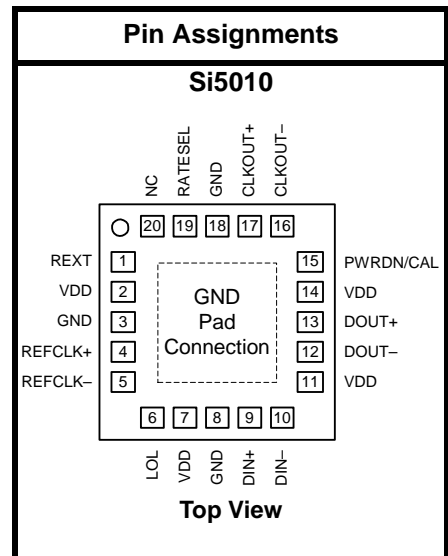 Pin Assignments
Si5010
NC
RATESEL
GND
CLKOUT+
CLKOUT–
20 19 18 17 16
REXT 1
VDD 2
GND 3
REFCLK+ 4
REFCLK– 5
GND
Pad
Connection
15 PWRDN/CAL
14 VDD
13 DOUT+
12 DOUT–
11 VDD
6 7 8 9 10
LOL
VDD
GND
DIN+
DIN–
Top View